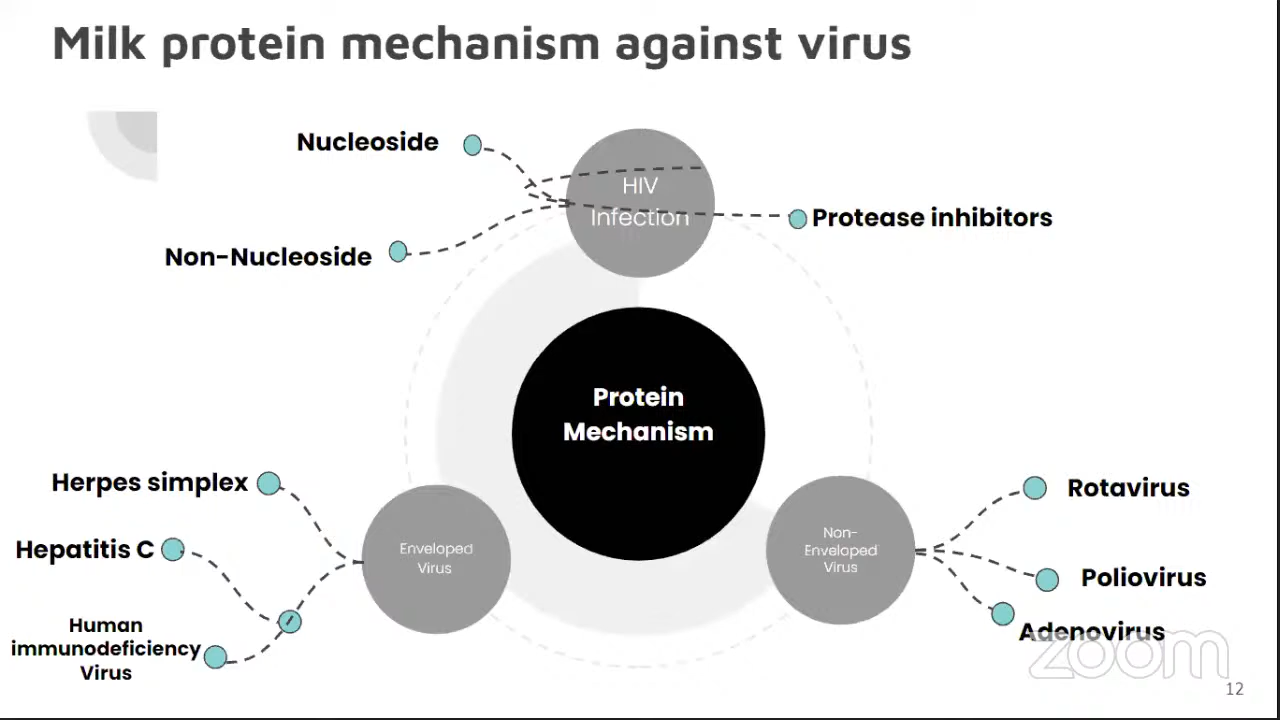 Milk protein mechanism against virus
Nucleoside
HIV
Infection
Protease inhibitors
Non-Nucleoside
Protein
Mechanism
Herpes simplex
Hepatitis C
Human
immunodeficiency
Virus
Enveloped
Virus
Non-
Enveloped
Virus
Rotavirus
Poliovirus
Adenovirus
zoom
12